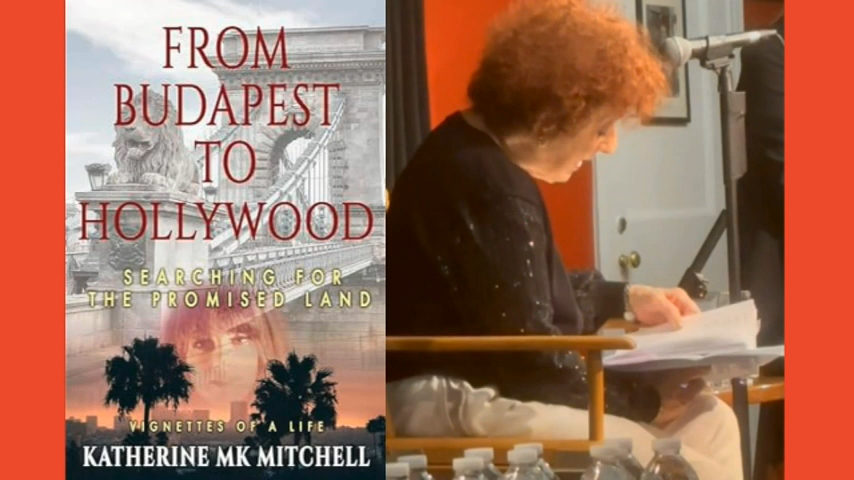 FROM
BUDAPEST
TO
HOLLYWOOD
SEARCHING FOR
THE PROMISED LAND
VIGNETTES OF A LIFE
KATHERINE MK MITCHELL